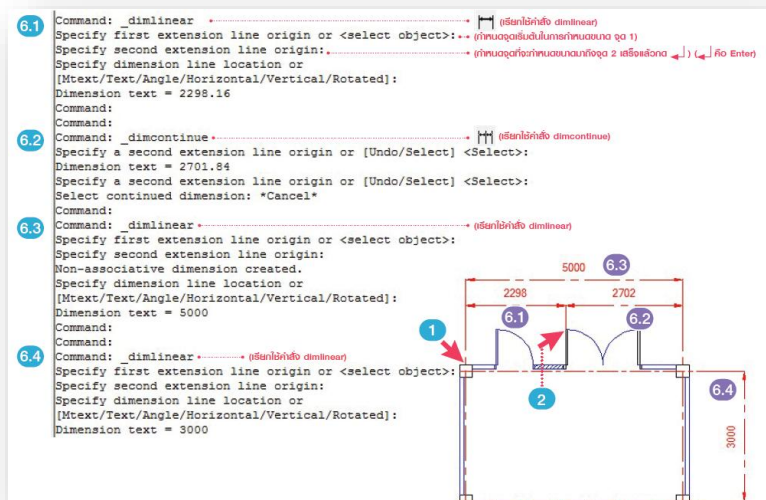 6.1 Command: _dimlinear (เรียกใช้คำสั่ง dimlinear)
Specify first extension line origin or <select object>: (กำหนดจุดเริ่มต้นในการกำหนดขนาด จุด 1)
Specify second extension line origin: (กำหนดจุดที่จะกำหนดขนาดมาถึงจุด 2 เสร็จแล้วกด ↵ ) ( ↵ คือ Enter)
Specify dimension line location or
[Mtext/Text/Angle/Horizontal/Vertical/Rotated]:
Dimension text = 2298.16
Command:
Command:
6.2 Command: _dimcontinue (เรียกใช้คำสั่ง dimcontinue)
Specify a second extension line origin or [Undo/Select] <Select>:
Dimension text = 2701.84
Specify a second extension line origin or [Undo/Select] <Select>:
Select continued dimension: *Cancel*
Command:
6.3 Command: _dimlinear (เรียกใช้คำสั่ง dimlinear)
Specify first extension line origin or <select object>:
Specify second extension line origin:
Non-associative dimension created.
Specify dimension line location or
[Mtext/Text/Angle/Horizontal/Vertical/Rotated]:
Dimension text = 5000
Command:
Command:
6.4 Command: _dimlinear (เรียกใช้คำสั่ง dimlinear)
Specify first extension line origin or <select object>:
Specify second extension line origin:
Specify dimension line location or
[Mtext/Text/Angle/Horizontal/Vertical/Rotated]:
Dimension text = 3000
5000 6.3
2298 2702
6.1 6.2
1
2
6.4
3000